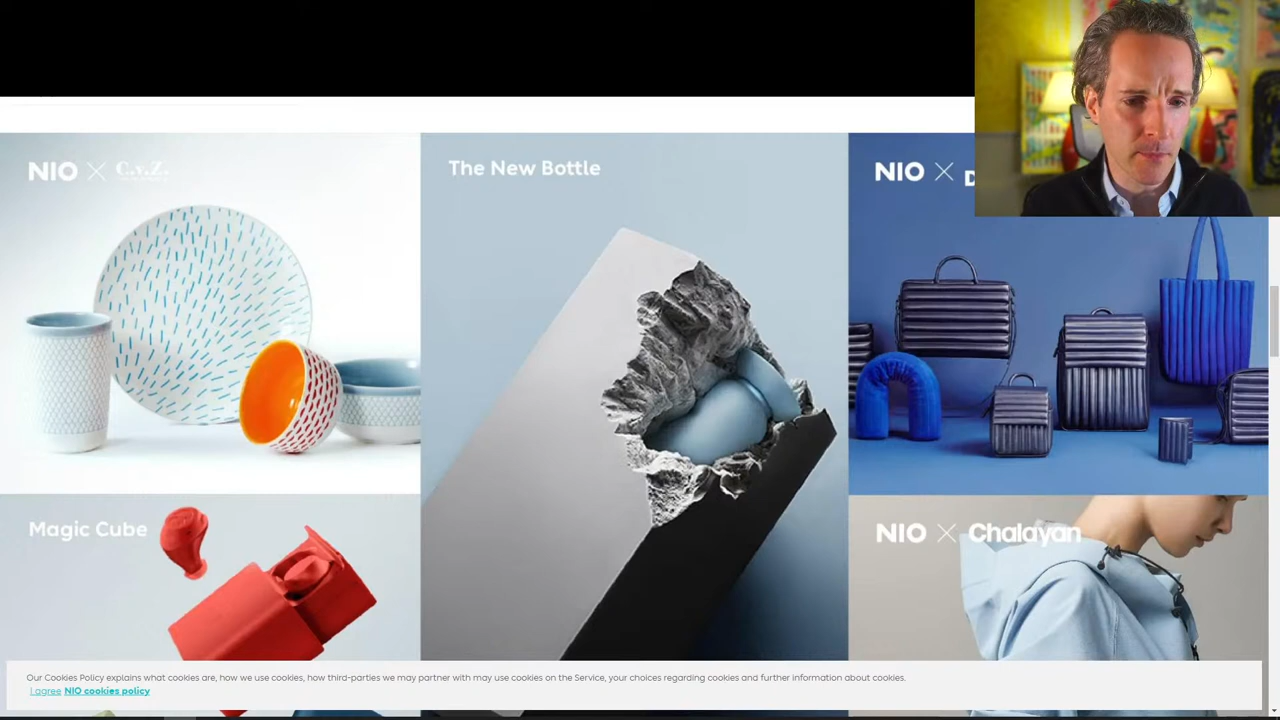 NIO X C.v.Z.
The New Bottle
NIO X D
Magic Cube
NIO X Chalayan
Our Cookies Policy explains what cookies are, how we use cookies, how third-parties we may partner with may use cookies on the Service, your choices regarding cookies and further information about cookies.
I agree NIO cookies policy